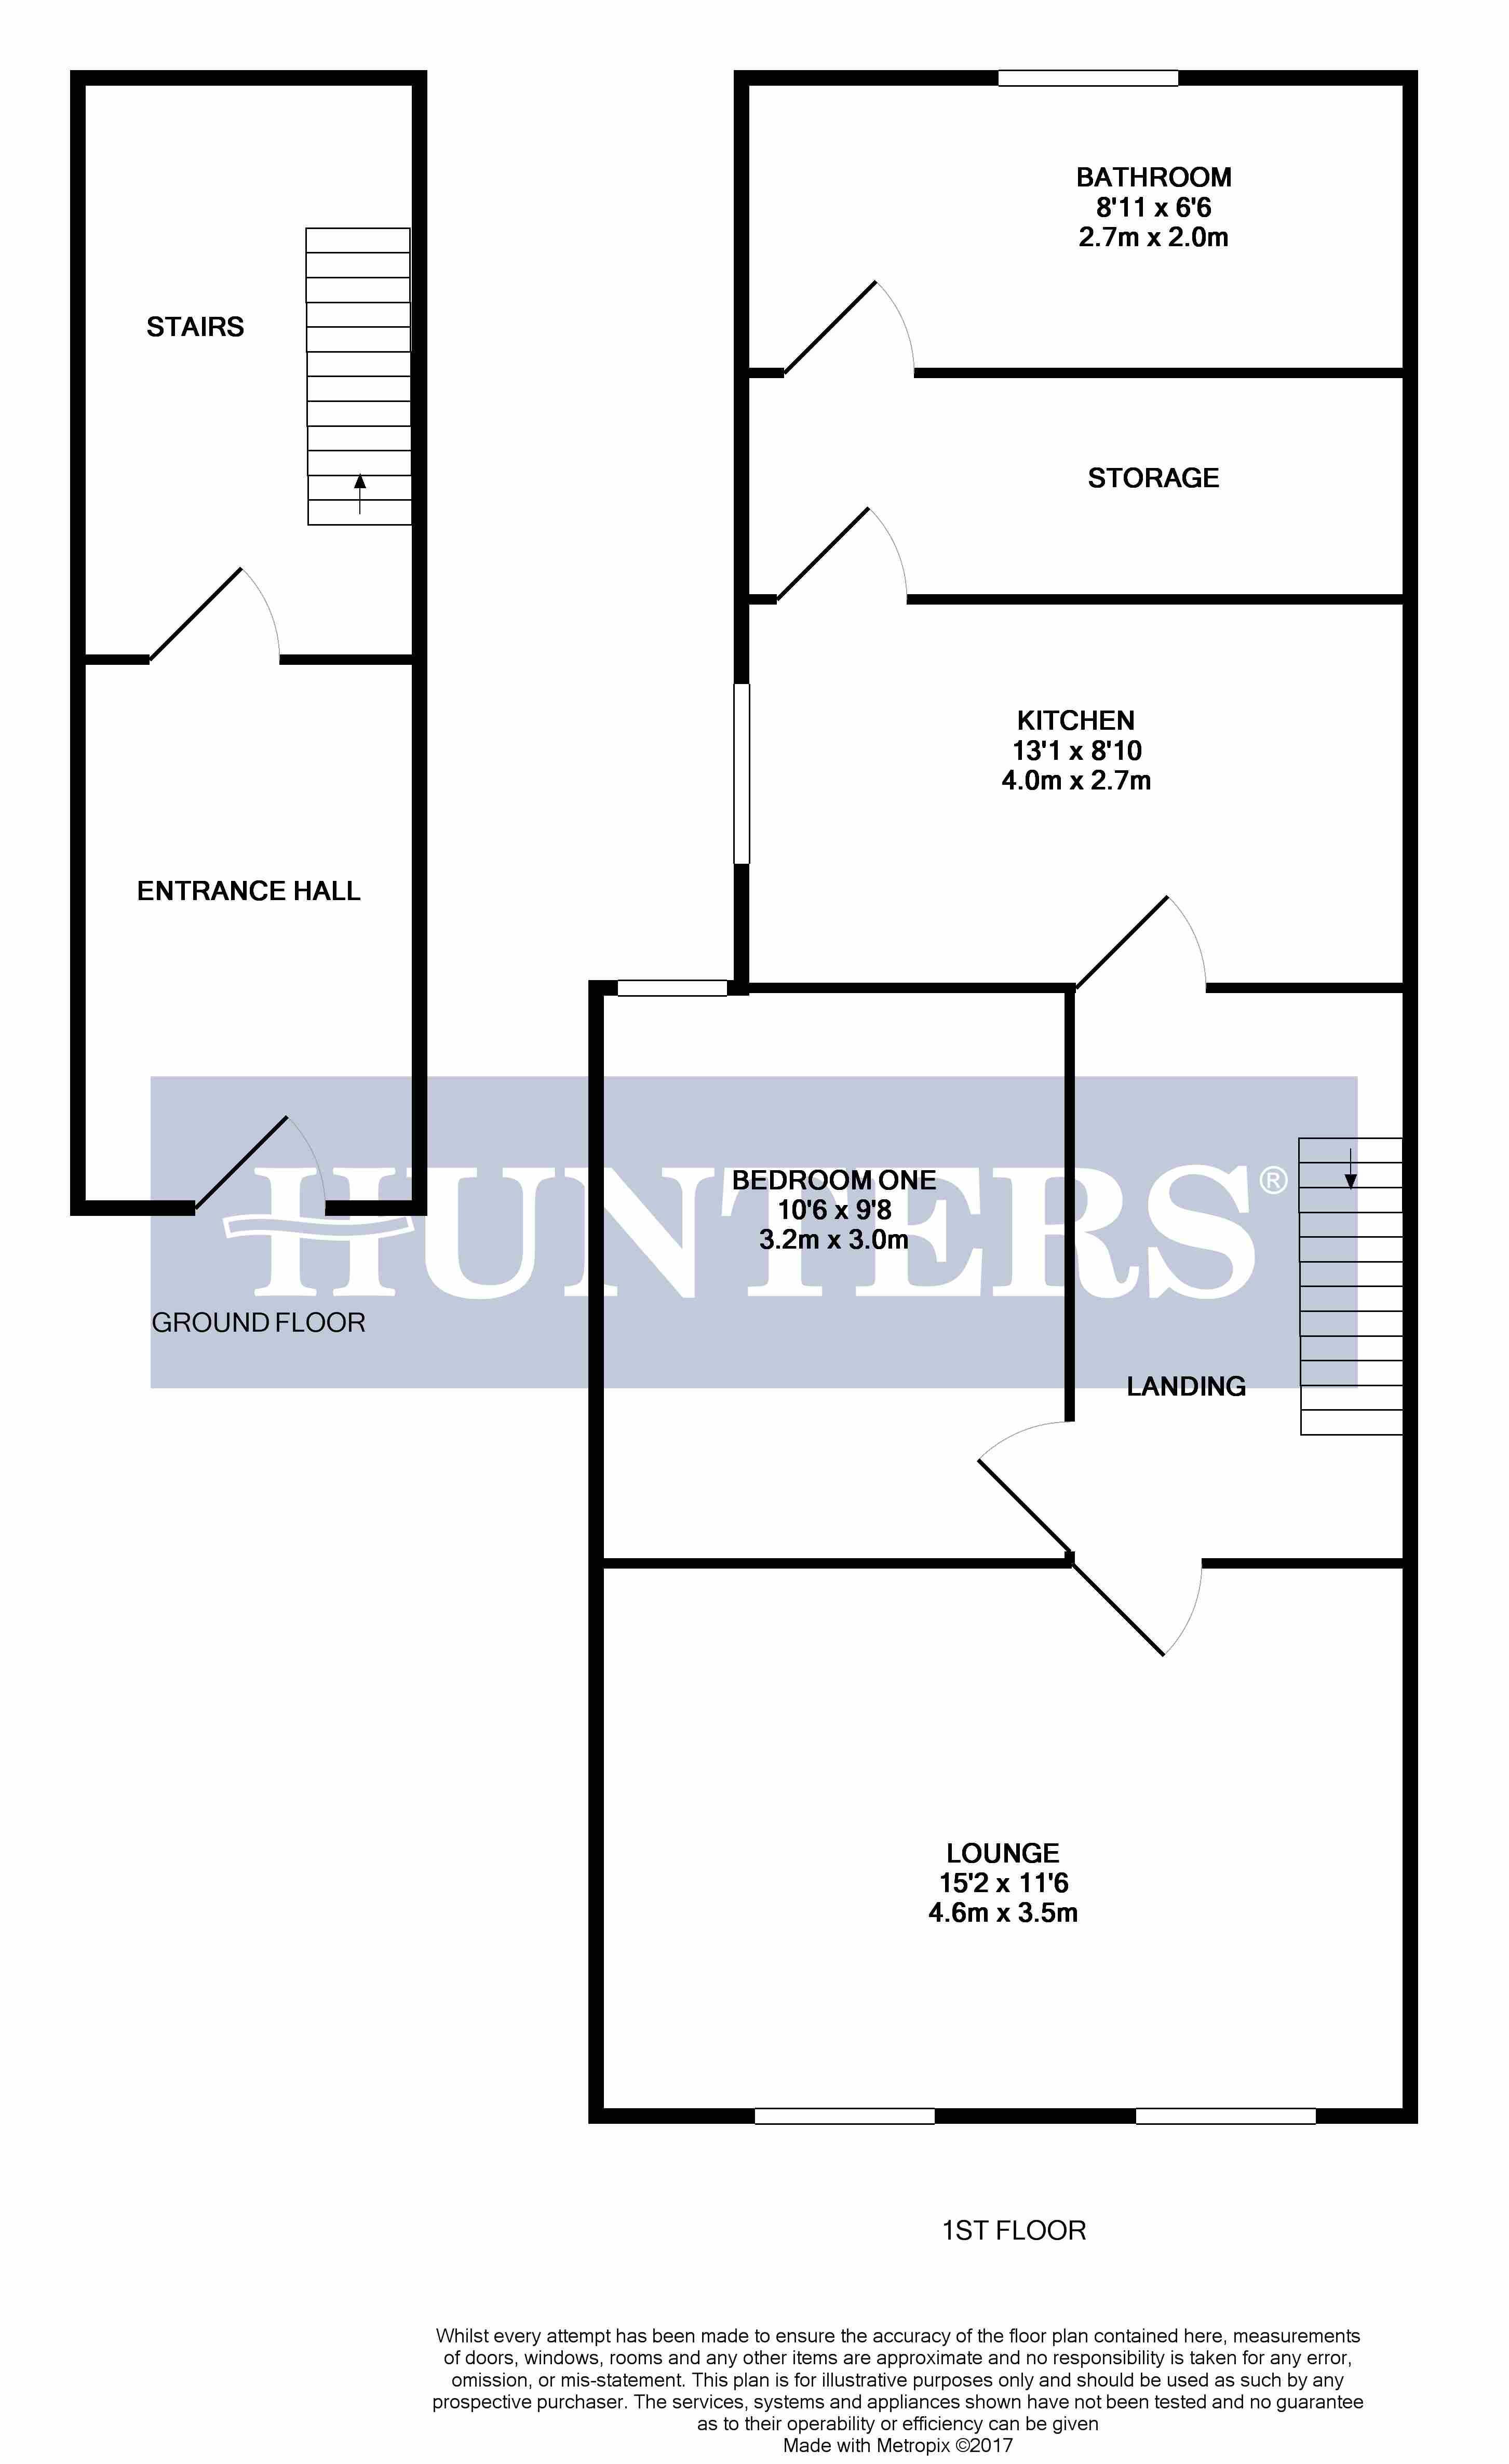 BATHROOM
8'11 x 6'6
2.7m x 2.0m
STAIRS
STORAGE
KITCHEN
13'1 x 8'10
4.0m x 2.7m
ENTRANCE HALL
HUNTERS®
BEDROOM ONE
10'6 x 9'8
3.2m x 3.0m
GROUND FLOOR
LANDING
LOUNGE
15'2 x 11'6
4.6m x 3.5m
1ST FLOOR
Whilst every attempt has been made to ensure the accuracy of the floor plan contained here, measurements
of doors, windows, rooms and any other items are approximate and no responsibility is taken for any error,
omission, or mis-statement. This plan is for illustrative purposes only and should be used as such by any
prospective purchaser. The services, systems and appliances shown have not been tested and no guarantee
as to their operability or efficiency can be given
Made with Metropix ©2017